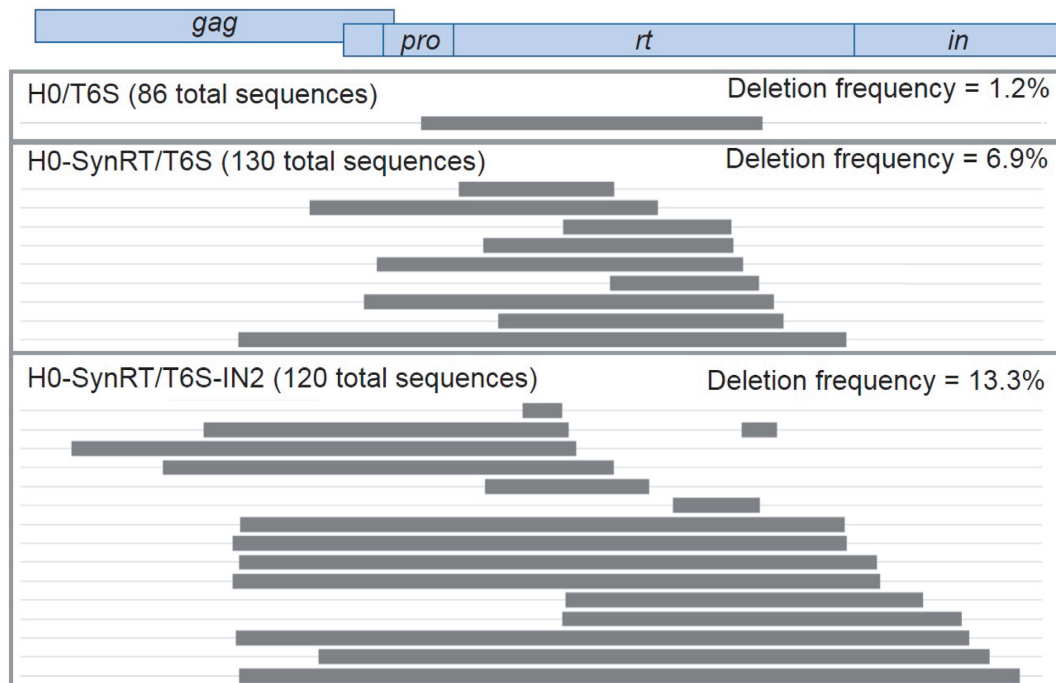 gag
pro rt in
H0/T6S (86 total sequences) Deletion frequency = 1.2%
H0-SynRT/T6S (130 total sequences) Deletion frequency = 6.9%
H0-SynRT/T6S-IN2 (120 total sequences) Deletion frequency = 13.3%